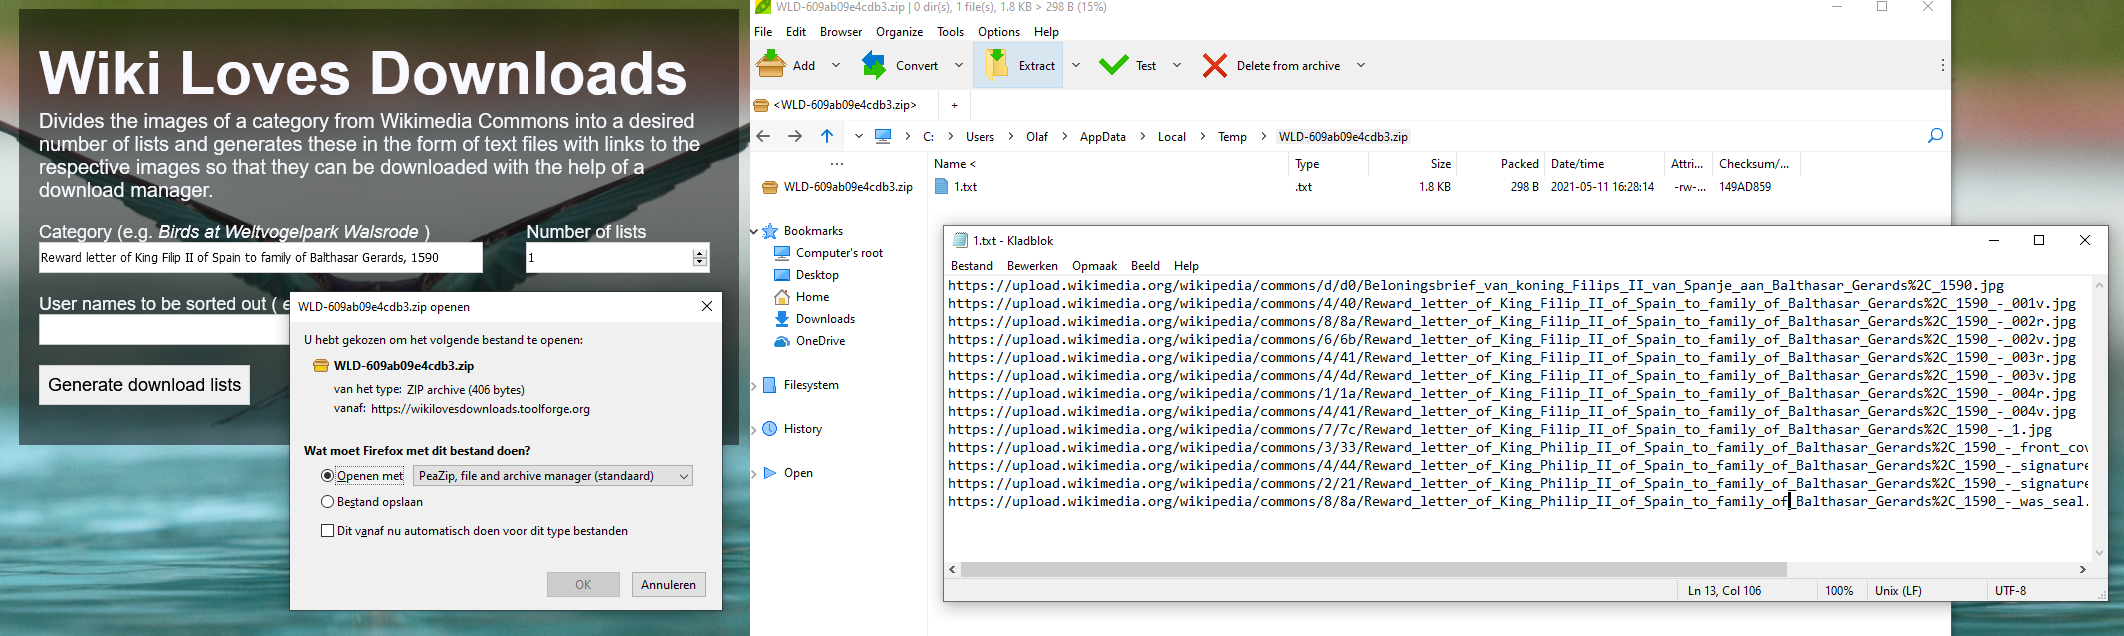 Wiki Loves Downloads
Divides the images of a category from Wikimedia Commons into a desired
number of lists and generates these in the form of text files with links to the
respective images so that they can be downloaded with the help of a
download manager.
Category (e.g. Birds at Weltvogelpark Walsrode )
Number of lists
Reward letter of King Filip II of Spain to family of Balthasar Gerards, 1590
1
User names to be sorted out ( e
Generate download lists
WLD-609ab09e4cdb3.zip openen
U hebt gekozen om het volgende bestand te openen:
WLD-609ab09e4cdb3.zip
van het type: ZIP archive (406 bytes)
vanaf: https://wikilovesdownloads.toolforge.org
Wat moet Firefox met dit bestand doen?
Openen met
PeaZip, file and archive manager (standaard)
Bestand opslaan
Dit vanaf nu automatisch doen voor dit type bestanden
OK
Annuleren
WLD-609ab09e4cdb3.zip | 0 dir(s), 1 file(s), 1.8 KB > 298 B (15%)
File Edit Browser Organize Tools Options Help
Add Convert Extract Test Delete from archive
<WLD-609ab09e4cdb3.zip> +
C: > Users > Olaf > AppData > Local > Temp > WLD-609ab09e4cdb3.zip
... Name < Type Size Packed Date/time Attri... Checksum/...
WLD-609ab09e4cdb3.zip
1.txt .txt 1.8 KB 298 B 2021-05-11 16:28:14 -rw-... 149AD859
Bookmarks
Computer's root
Desktop
Home
Downloads
OneDrive
Filesystem
History
Open
1.txt - Kladblok
Bestand Bewerken Opmaak Beeld Help
https://upload.wikimedia.org/wikipedia/commons/d/d0/Beloningsbrief_van_koning_Filips_II_van_Spanje_aan_Balthasar_Gerards%2C_1590.jpg
https://upload.wikimedia.org/wikipedia/commons/4/40/Reward_letter_of_King_Filip_II_of_Spain_to_family_of_Balthasar_Gerards%2C_1590_-_001v.jpg
https://upload.wikimedia.org/wikipedia/commons/8/8a/Reward_letter_of_King_Filip_II_of_Spain_to_family_of_Balthasar_Gerards%2C_1590_-_002r.jpg
https://upload.wikimedia.org/wikipedia/commons/6/6b/Reward_letter_of_King_Filip_II_of_Spain_to_family_of_Balthasar_Gerards%2C_1590_-_002v.jpg
https://upload.wikimedia.org/wikipedia/commons/4/41/Reward_letter_of_King_Filip_II_of_Spain_to_family_of_Balthasar_Gerards%2C_1590_-_003r.jpg
https://upload.wikimedia.org/wikipedia/commons/4/4d/Reward_letter_of_King_Filip_II_of_Spain_to_family_of_Balthasar_Gerards%2C_1590_-_003v.jpg
https://upload.wikimedia.org/wikipedia/commons/1/1a/Reward_letter_of_King_Filip_II_of_Spain_to_family_of_Balthasar_Gerards%2C_1590_-_004r.jpg
https://upload.wikimedia.org/wikipedia/commons/4/41/Reward_letter_of_King_Filip_II_of_Spain_to_family_of_Balthasar_Gerards%2C_1590_-_004v.jpg
https://upload.wikimedia.org/wikipedia/commons/7/7c/Reward_letter_of_King_Filip_II_of_Spain_to_family_of_Balthasar_Gerards%2C_1590_-_1.jpg
https://upload.wikimedia.org/wikipedia/commons/3/33/Reward_letter_of_King_Philip_II_of_Spain_to_family_of_Balthasar_Gerards%2C_1590_-_front_cov
https://upload.wikimedia.org/wikipedia/commons/4/44/Reward_letter_of_King_Philip_II_of_Spain_to_family_of_Balthasar_Gerards%2C_1590_-_signature
https://upload.wikimedia.org/wikipedia/commons/2/21/Reward_letter_of_King_Philip_II_of_Spain_to_family_of_Balthasar_Gerards%2C_1590_-_signature
https://upload.wikimedia.org/wikipedia/commons/8/8a/Reward_letter_of_King_Philip_II_of_Spain_to_family_of_Balthasar_Gerards%2C_1590_-_was_seal.
Ln 13, Col 106 100% Unix (LF) UTF-8